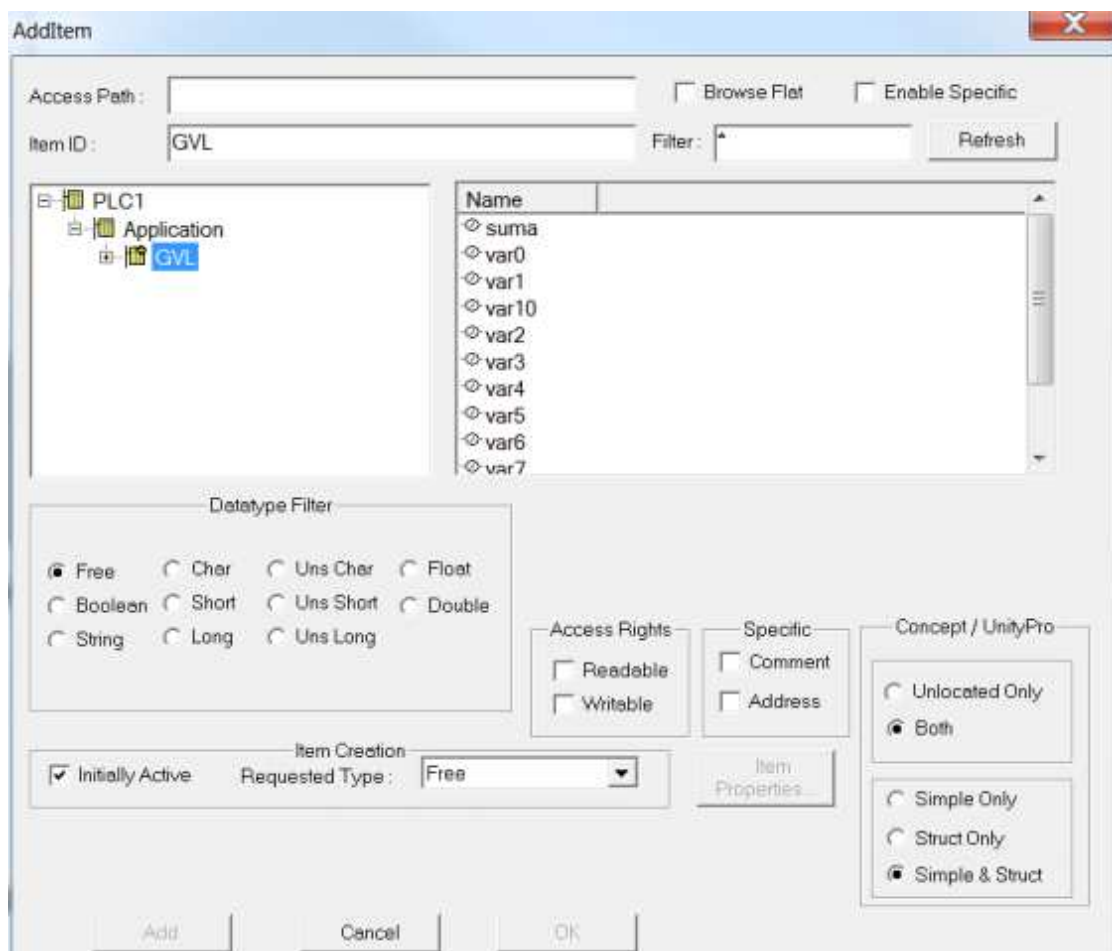 AddItem
Access Path :
Browse Flat
Enable Specific
Item ID :
GVL
Filter :
*
Refresh
PLC1
Application
GVL
Name
suma
var0
var1
var10
var2
var3
var4
var5
var6
var7
Datatype Filter
Free
Char
Uns Char
Float
Boolean
Short
Uns Short
Double
String
Long
Uns Long
Access Rights
Readable
Writable
Specific
Comment
Address
Concept / UnityPro
Unlocated Only
Both
Simple Only
Struct Only
Simple & Struct
Item Creation
Initially Active
Requested Type :
Free
Item
Properties...
Add
Cancel
OK